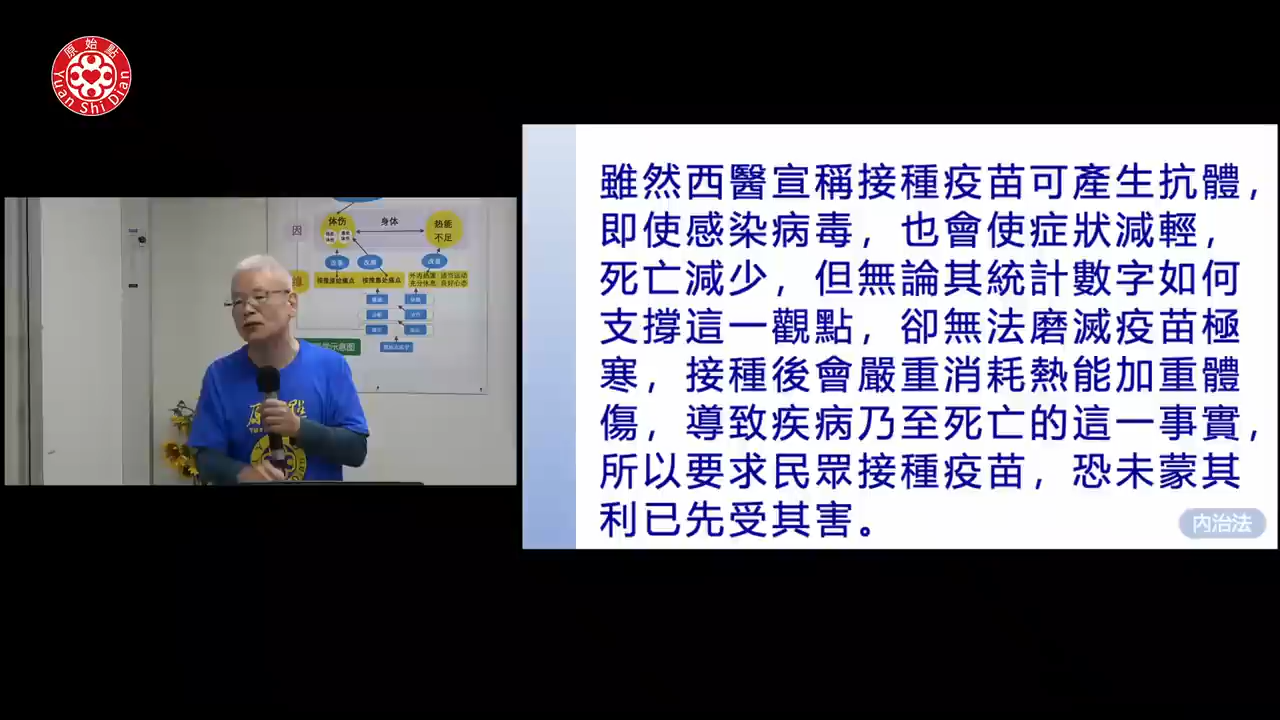 原始點
Yuan Shi Dian
因
体伤
身体
热能
不足
雖然西醫宣稱接種疫苗可產生抗體，
即使感染病毒，也會使症狀減輕，
死亡減少，但無論其統計數字如何
支撐這一觀點，卻無法磨滅疫苗極
寒，接種後會嚴重消耗熱能加重體
傷，導致疾病乃至死亡的這一事實，
所以要求民眾接種疫苗，恐未蒙其
利已先受其害。
內治法